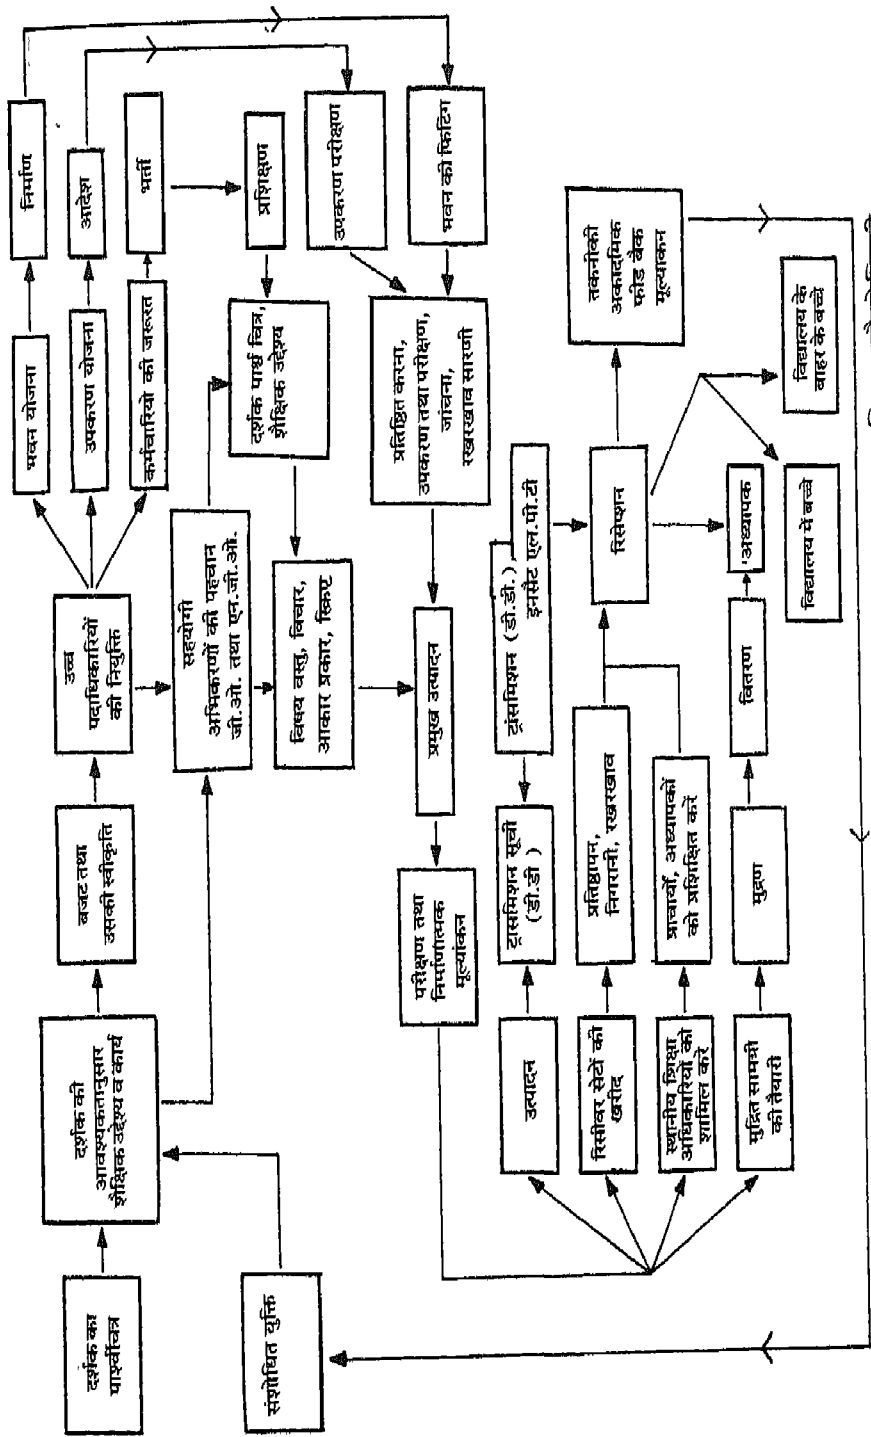 दर्शक का
पार्श्वचित्र
दर्शक की
आवश्यकतानुसार
शैक्षिक उद्देश्य व कार्य
बजट तथा
उसकी स्वीकृति
उच्च
पदाधिकारियों
की नियुक्ति
भवन योजना
निर्माण
उपकरण योजना
आदेश
कर्मचारियों की जरूरत
भर्ती
संशोधित युक्ति
सहयोगी
अभिकरणों की पहचान
जी.ओ. तथा एन.जी.ओ.
दर्शक पार्श्व चित्र,
शैक्षिक उद्देश्य
प्रशिक्षण
विषय वस्तु, विचार,
आकार प्रकार, स्क्रिप्ट
उपकरण परीक्षण
परीक्षण तथा
निर्माणात्मक
मूल्यांकन
प्रमुख उत्पादन
प्रतिष्ठित करना,
उपकरण तथा परीक्षण,
जांचना,
रखरखाव सारणी
भवन की फिटिंग
उत्पादन
ट्रांसमिशन सूची
(डी.डी )
ट्रांसमिशन (डी.डी.),
इनसैट एल.पी.टी
रिसीवर सेटों की
खरीद
प्रतिष्ठापन,
निगरानी, रखरखाव
रिसेप्शन
तकनीकी
अकादमिक
फीड बैक
मूल्यांकन
स्थानीय शिक्षा
अधिकारियों को
शामिल करे
प्राचार्यों, अध्यापकों
को प्रशिक्षित करें
मुद्रित सामग्री
की तैयारी
मुद्रण
वितरण
'अध्यापक
विद्यालय में बच्चे
विद्यालय के
बाहर के बच्चे